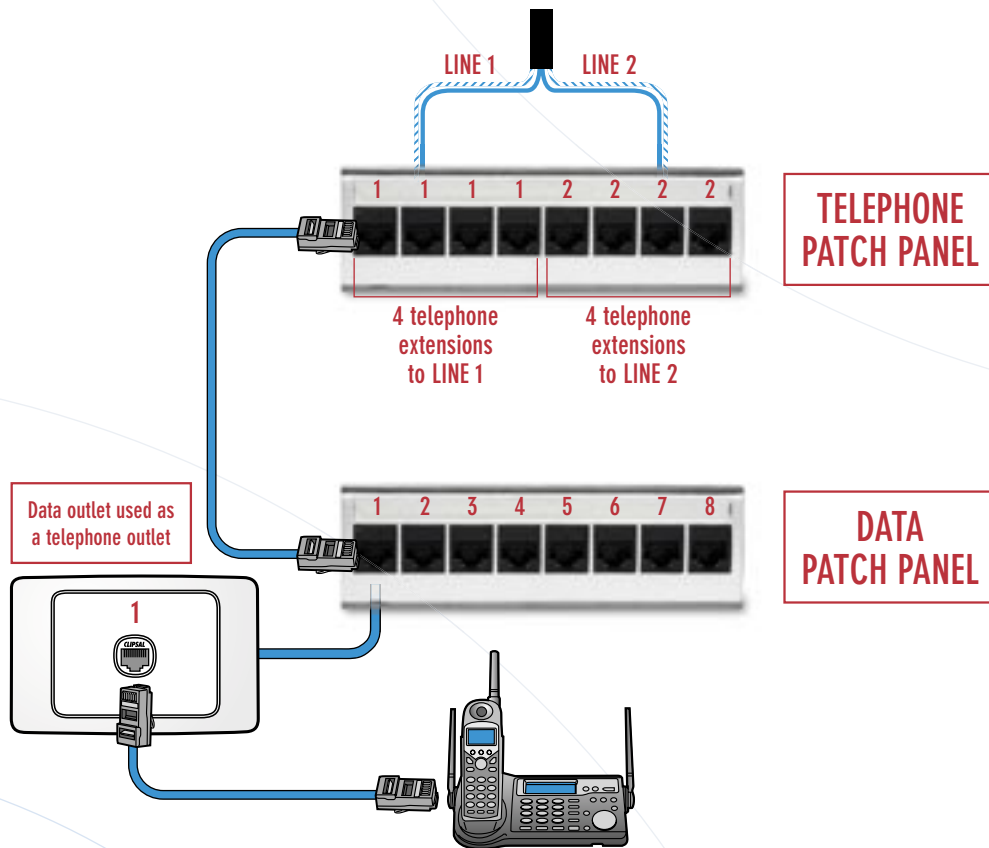 LINE 1
LINE 2
1 1 1 1 2 2 2 2
TELEPHONE
PATCH PANEL
4 telephone
extensions
to LINE 1
4 telephone
extensions
to LINE 2
Data outlet used as
a telephone outlet
1 2 3 4 5 6 7 8
DATA
PATCH PANEL
1
CLIPSAL